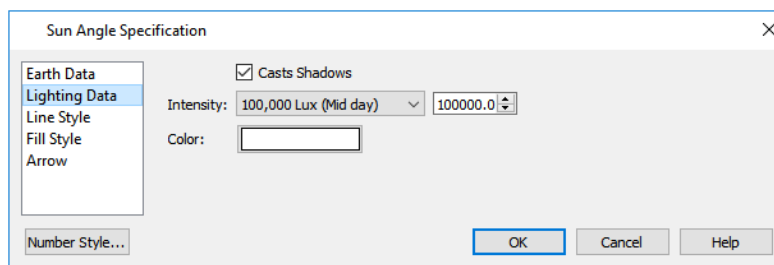 Sun Angle Specification
Earth Data
Lighting Data
Line Style
Fill Style
Arrow
Casts Shadows
Intensity: 100,000 Lux (Mid day) 100000.0
Color:
Number Style... OK Cancel Help